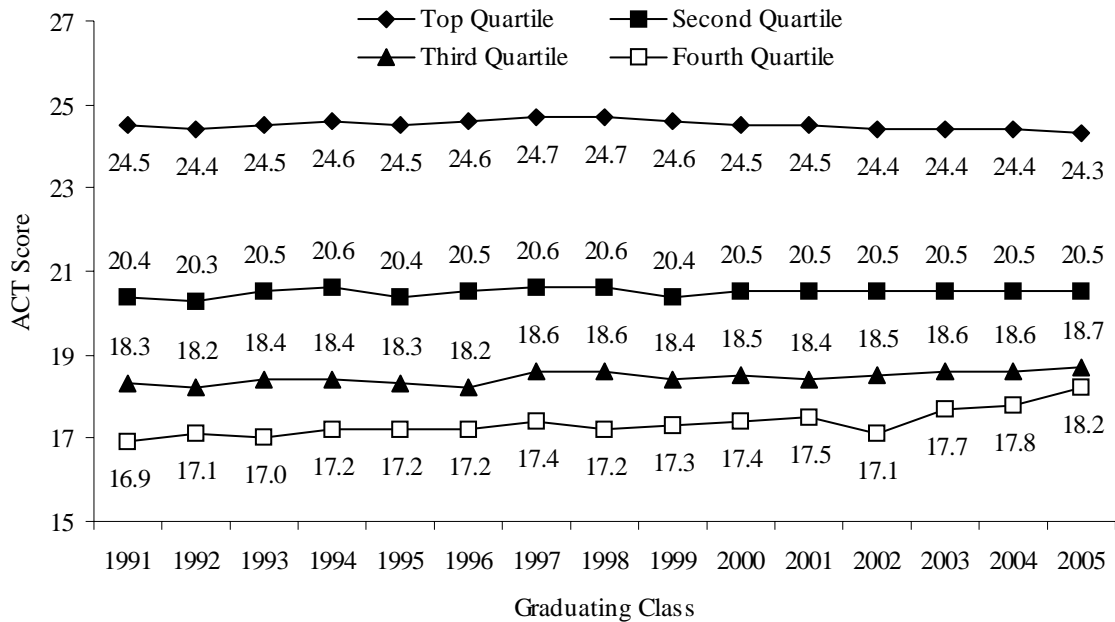 27
Top Quartile Second Quartile
Third Quartile Fourth Quartile
25
24.5 24.4 24.5 24.6 24.5 24.6 24.7 24.7 24.6 24.5 24.5 24.4 24.4 24.4 24.3
23
20.4 20.3 20.5 20.6 20.4 20.5 20.6 20.6 20.4 20.5 20.5 20.5 20.5 20.5 20.5
21
ACT Score
18.3 18.2 18.4 18.4 18.3 18.2 18.6 18.6 18.4 18.5 18.4 18.5 18.6 18.6 18.7
19
17
16.9 17.1 17.0 17.2 17.2 17.2 17.4 17.2 17.3 17.4 17.5 17.1 17.7 17.8 18.2
15
1991 1992 1993 1994 1995 1996 1997 1998 1999 2000 2001 2002 2003 2004 2005
Graduating Class